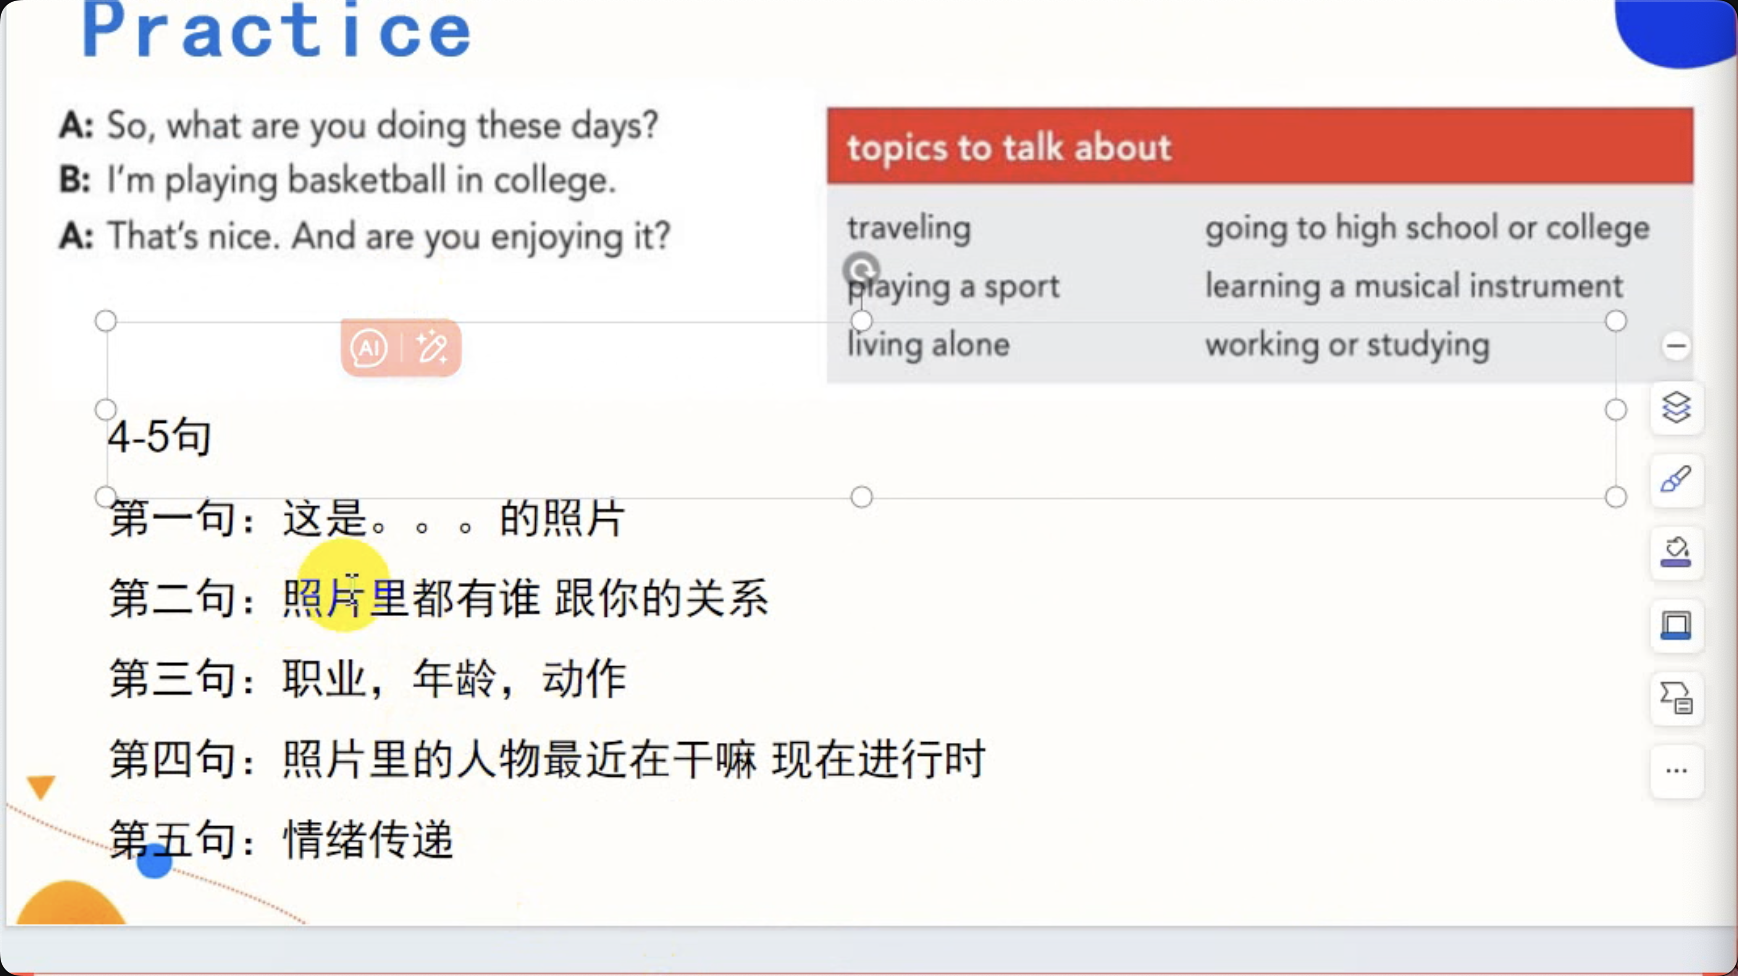 Practice
A: So, what are you doing these days?
B: I'm playing basketball in college.
A: That's nice. And are you enjoying it?
topics to talk about
traveling
going to high school or college
playing a sport
learning a musical instrument
living alone
working or studying
AI
4-5句
第一句：这是。。。的照片
第二句：照片里都有谁 跟你的关系
第三句：职业，年龄，动作
第四句：照片里的人物最近在干嘛 现在进行时
第五句：情绪传递